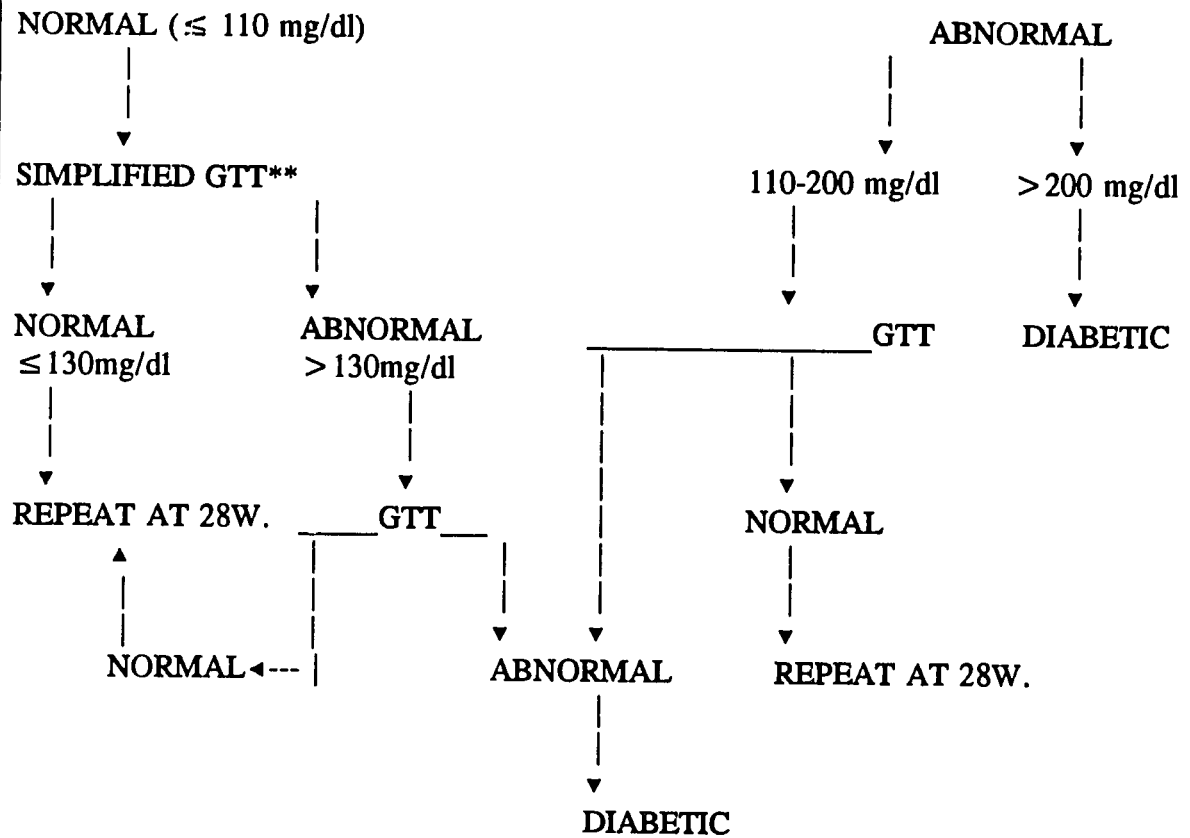 NORMAL (≤ 110 mg/dl)
ABNORMAL
SIMPLIFIED GTT**
110-200 mg/dl
>200 mg/dl
NORMAL
≤130mg/dl
ABNORMAL
>130mg/dl
GTT
DIABETIC
REPEAT AT 28W.
GTT
NORMAL
NORMAL
ABNORMAL
REPEAT AT 28W.
DIABETIC